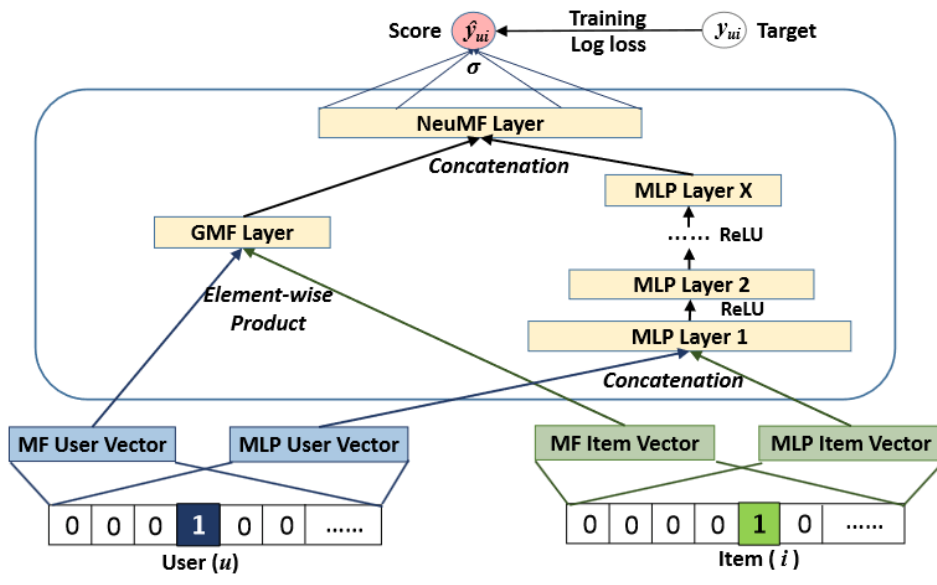 Score ŷui Training yui Target
Log loss
σ
NeuMF Layer
Concatenation
MLP Layer X
GMF Layer
...... ReLU
Element-wise
Product
MLP Layer 2
ReLU
MLP Layer 1
Concatenation
MF User Vector MLP User Vector MF Item Vector MLP Item Vector
0 0 0 1 0 0 ...... 0 0 0 0 1 0 ......
User (u) Item ( i )